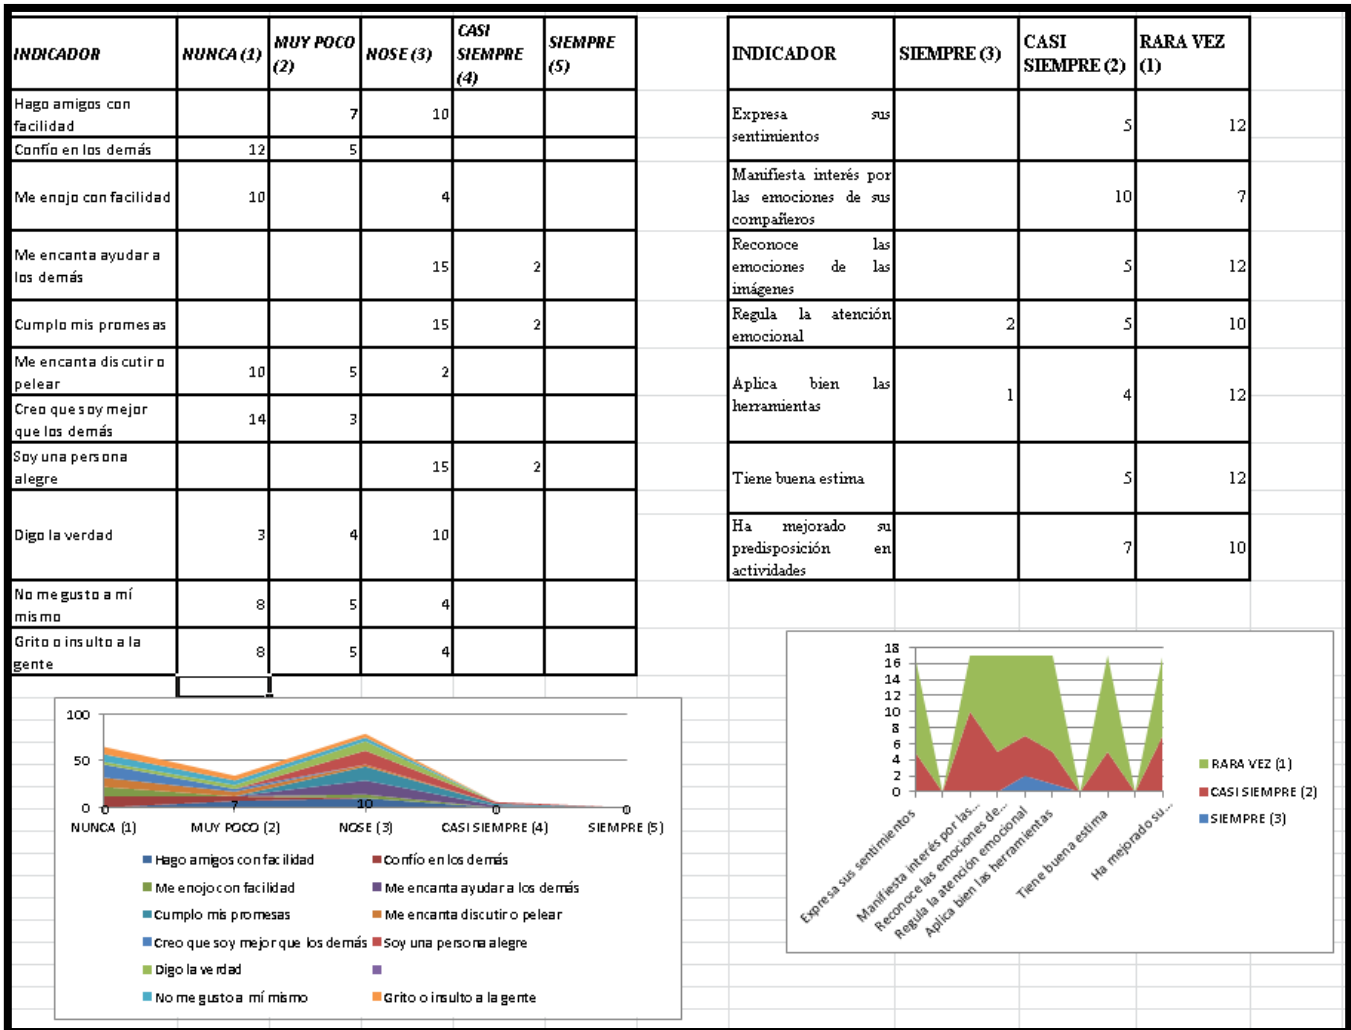 INDICADOR NUNCA (1) MUY POCO (2) NOSE (3) CASI SIEMPRE (4) SIEMPRE (5)
Hago amigos con facilidad 7 10
Confío en los demás 12 5
Me enojo con facilidad 10 4
Me encanta ayudar a los demás 15 2
Cumplo mis promesas 15 2
Me encanta discutir o pelear 10 5 2
Creo que soy mejor que los demás 14 3
Soy una persona alegre 15 2
Digo la verdad 3 4 10
No me gusto a mí mismo 8 5 4
Grito o insulto a la gente 8 5 4
INDICADOR SIEMPRE (3) CASI SIEMPRE (2) RARA VEZ (1)
Expresa sus sentimientos 5 12
Manifiesta interés por las emociones de sus compañeros 10 7
Reconoce las emociones de las imágenes 5 12
Regula la atención emocional 2 5 10
Aplica bien las herramientas 1 4 12
Tiene buena estima 5 12
Ha mejorado su predisposición en actividades 7 10
100
50
0
0 7 10 0 0
NUNCA (1) MUY POCO (2) NOSE (3) CASI SIEMPRE (4) SIEMPRE (5)
Hago amigos con facilidad Confío en los demás
Me enojo con facilidad Me encanta ayudar a los demás
Cumplo mis promesas Me encanta discutir o pelear
Creo que soy mejor que los demás Soy una persona alegre
Digo la verdad
No me gusto a mí mismo Grito o insulto a la gente
18
16
14
12
10
8
6
4
2
0
Expresa sus sentimientos
Manifiesta interés por las...
Reconoce las emociones de...
Regula la atención emocional
Aplica bien las herramientas
Tiene buena estima
Ha mejorado su...
RARA VEZ (1)
CASI SIEMPRE (2)
SIEMPRE (3)